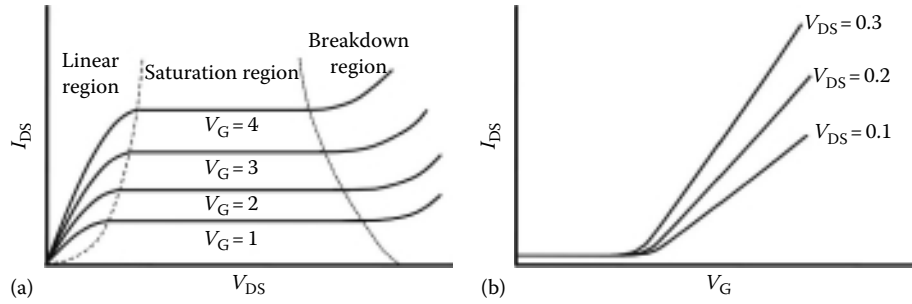 Linear
region
Saturation region
Breakdown
region
V_G = 4
V_G = 3
V_G = 2
V_G = 1
I_DS
V_DS
(a)
V_DS = 0.3
V_DS = 0.2
V_DS = 0.1
I_DS
V_G
(b)